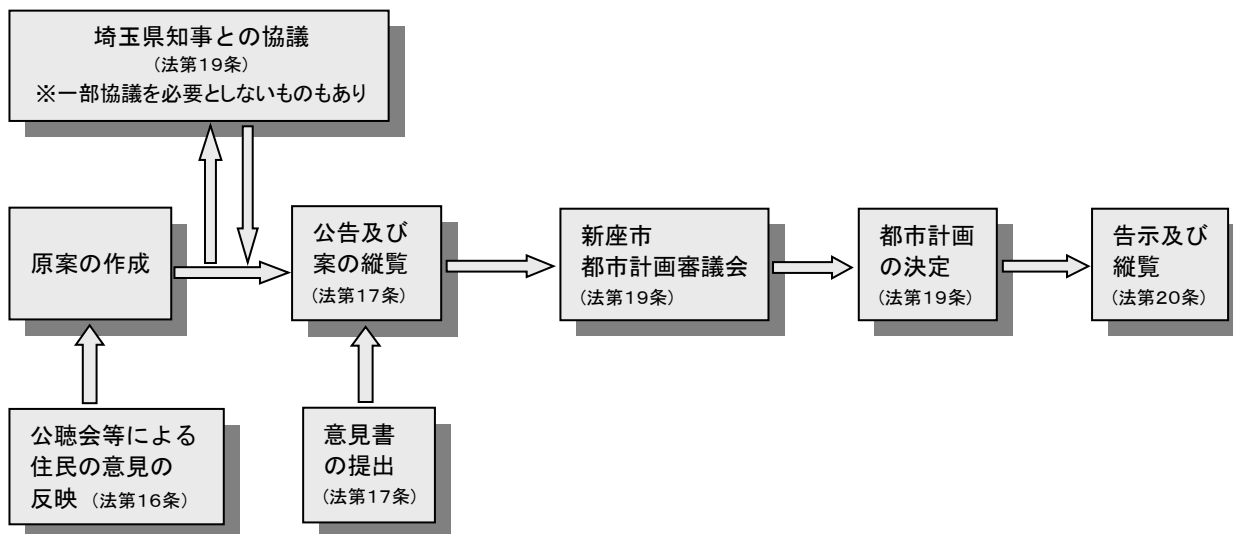 埼玉県知事との協議
（法第19条）
※一部協議を必要としないものもあり
原案の作成
公告及び
案の縦覧
（法第17条）
新座市
都市計画審議会
（法第19条）
都市計画
の決定
（法第19条）
告示及び
縦覧
（法第20条）
公聴会等による
住民の意見の
反映（法第16条）
意見書
の提出
（法第17条）